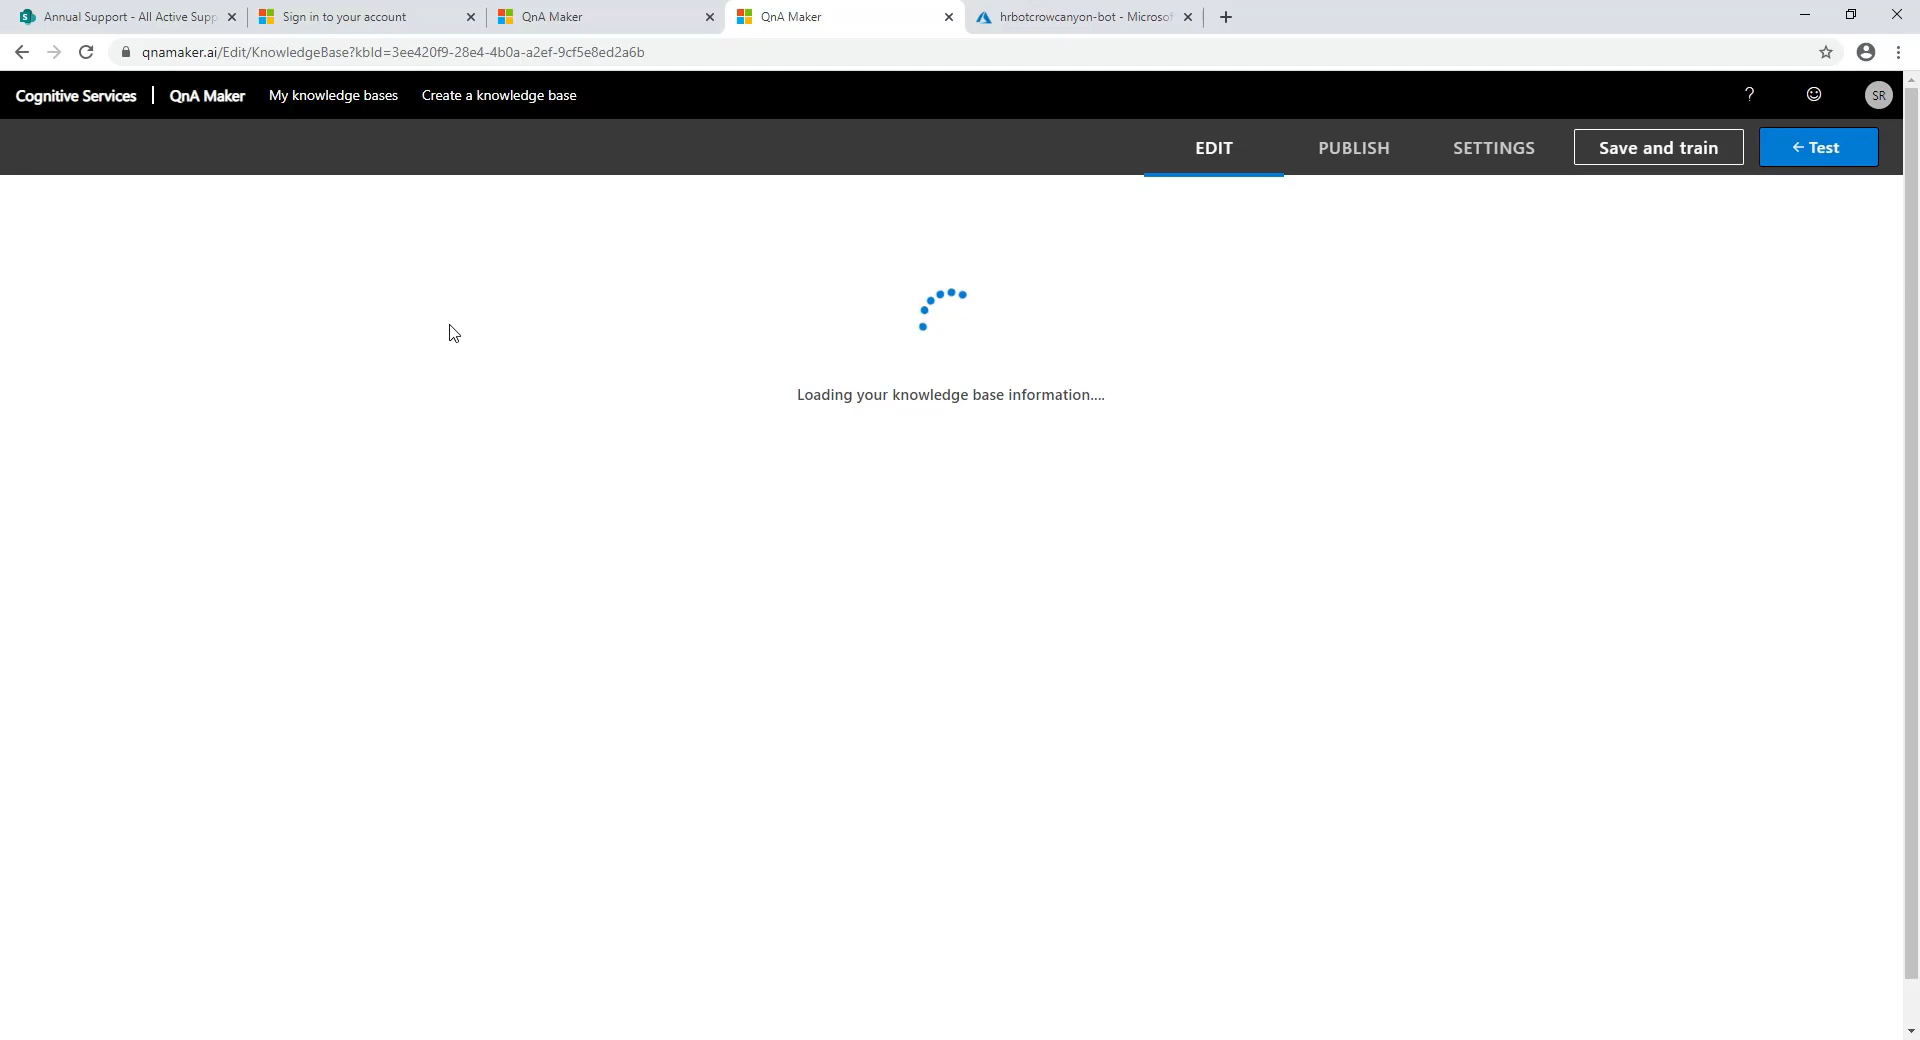 Annual Support - All Active Supp
Sign in to your account
QnA Maker
QnA Maker
hrbotcrowcanyon-bot - Microsof
qnamaker.ai/Edit/KnowledgeBase?kbId=3ee420f9-28e4-4b0a-a2ef-9cf5e8ed2a6b
Cognitive Services | QnA Maker My knowledge bases Create a knowledge base ? SR
EDIT PUBLISH SETTINGS Save and train ← Test
Loading your knowledge base information....